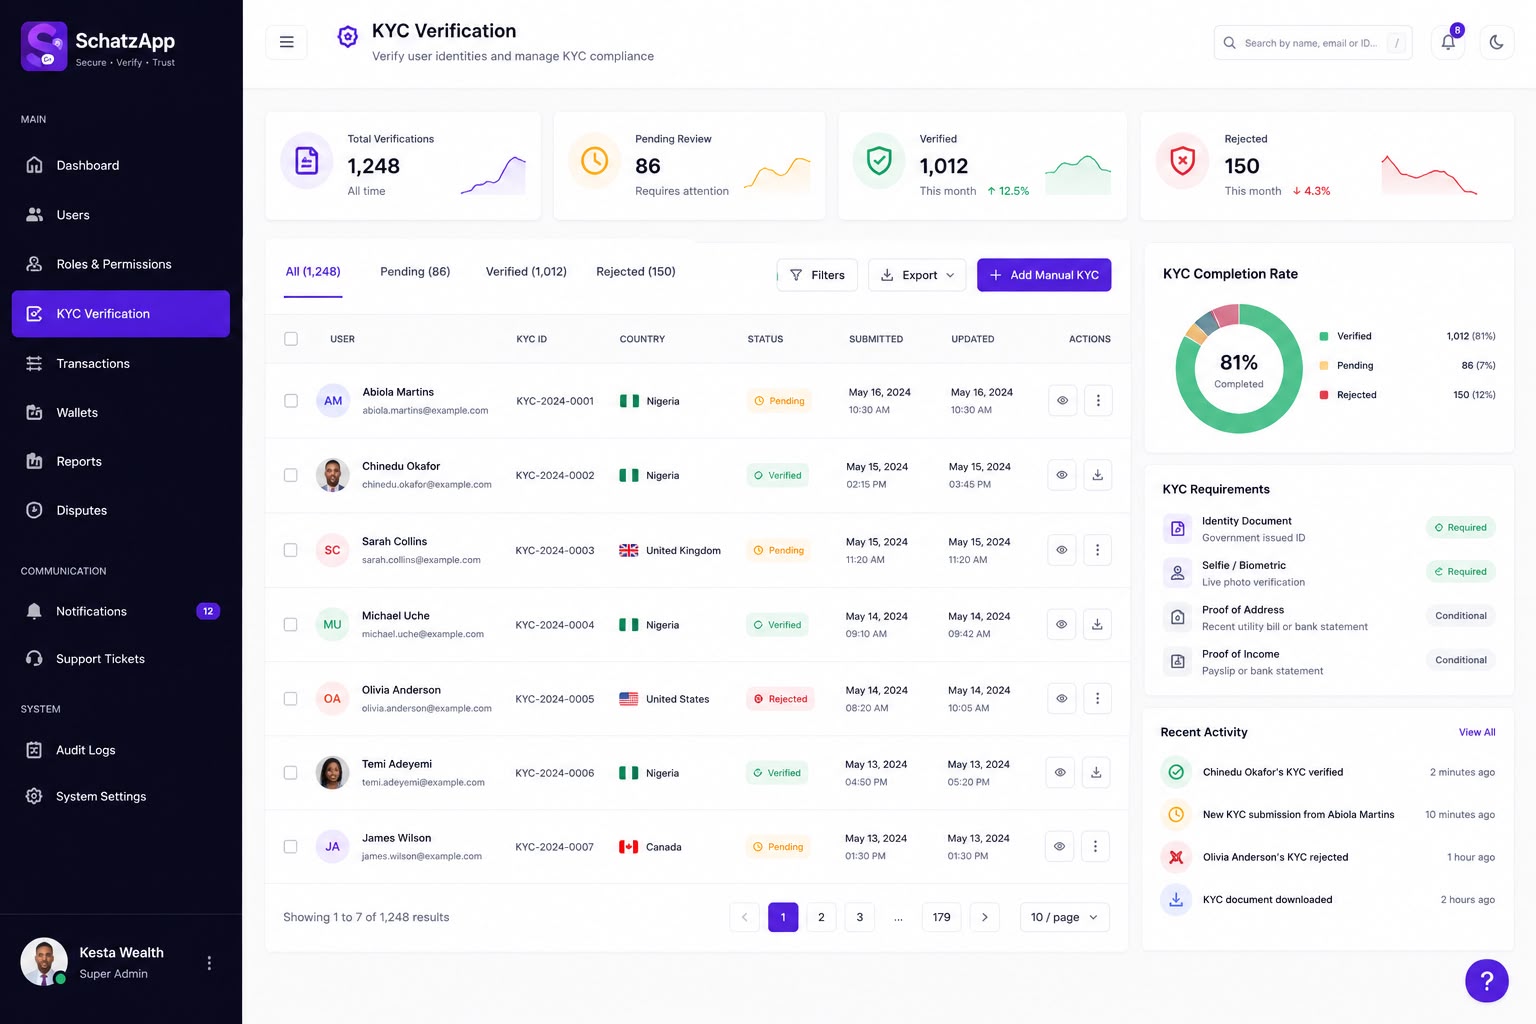 SchatzApp
Secure • Verify • Trust
MAIN
Dashboard
Users
Roles & Permissions
KYC Verification
Transactions
Wallets
Reports
Disputes
COMMUNICATION
Notifications 12
Support Tickets
SYSTEM
Audit Logs
System Settings
Kesta Wealth
Super Admin
KYC Verification
Verify user identities and manage KYC compliance
Search by name, email or ID... /
8
Total Verifications
1,248
All time
Pending Review
86
Requires attention
Verified
1,012
This month ↑ 12.5%
Rejected
150
This month ↓ 4.3%
All (1,248) Pending (86) Verified (1,012) Rejected (150) Filters Export + Add Manual KYC
USER KYC ID COUNTRY STATUS SUBMITTED UPDATED ACTIONS
AM Abiola Martins KYC-2024-0001 Nigeria Pending May 16, 2024 May 16, 2024
abiola.martins@example.com 10:30 AM 10:30 AM
Chinedu Okafor KYC-2024-0002 Nigeria Verified May 15, 2024 May 15, 2024
chinedu.okafor@example.com 02:15 PM 03:45 PM
SC Sarah Collins KYC-2024-0003 United Kingdom Pending May 15, 2024 May 15, 2024
sarah.collins@example.com 11:20 AM 11:20 AM
MU Michael Uche KYC-2024-0004 Nigeria Verified May 14, 2024 May 14, 2024
michael.uche@example.com 09:10 AM 09:42 AM
OA Olivia Anderson KYC-2024-0005 United States Rejected May 14, 2024 May 14, 2024
olivia.anderson@example.com 08:20 AM 10:05 AM
Temi Adeyemi KYC-2024-0006 Nigeria Verified May 13, 2024 May 13, 2024
temi.adeyemi@example.com 04:50 PM 05:20 PM
JA James Wilson KYC-2024-0007 Canada Pending May 13, 2024 May 13, 2024
james.wilson@example.com 01:30 PM 01:30 PM
Showing 1 to 7 of 1,248 results 1 2 3 ... 179 10 / page
KYC Completion Rate
81%
Completed
Verified 1,012 (81%)
Pending 86 (7%)
Rejected 150 (12%)
KYC Requirements
Identity Document
Government issued ID
Required
Selfie / Biometric
Live photo verification
Required
Proof of Address
Recent utility bill or bank statement
Conditional
Proof of Income
Payslip or bank statement
Conditional
Recent Activity View All
Chinedu Okafor's KYC verified 2 minutes ago
New KYC submission from Abiola Martins 10 minutes ago
Olivia Anderson's KYC rejected 1 hour ago
KYC document downloaded 2 hours ago
?